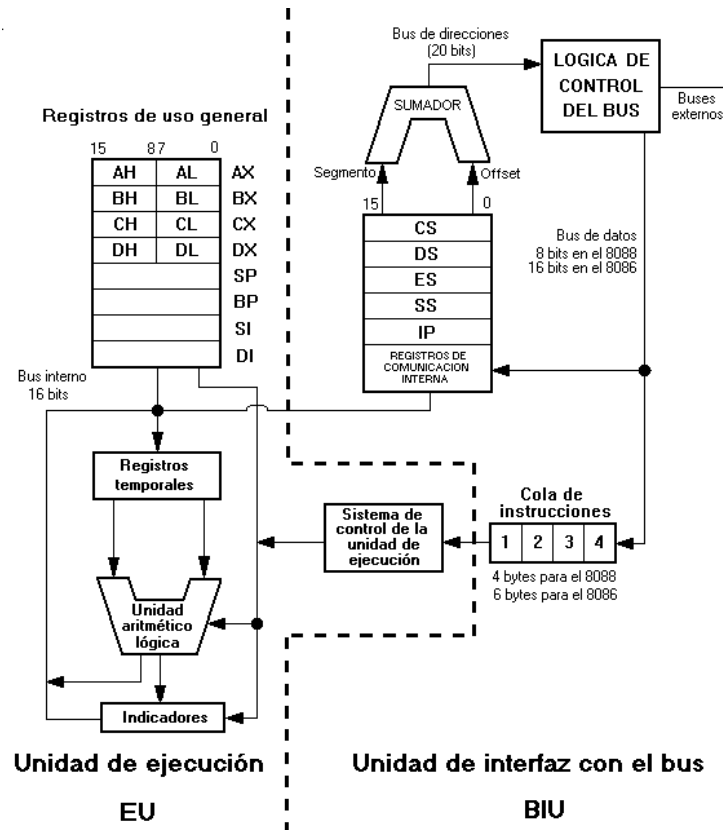 Bus de direcciones
(20 bits)
LOGICA DE
CONTROL
DEL BUS
Buses
externos
SUMADOR
Registros de uso general
15 87 0
AH AL AX
BH BL BX
CH CL CX
DH DL DX
SP
BP
SI
DI
Segmento
Offset
15 0
CS
DS
ES
SS
IP
REGISTROS DE
COMUNICACION
INTERNA
Bus de datos
8 bits en el 8088
16 bits en el 8086
Bus interno
16 bits
Registros
temporales
Unidad
aritmético
lógica
Indicadores
Sistema de
control de la
unidad de
ejecución
Cola de
instrucciones
1 2 3 4
4 bytes para el 8088
6 bytes para el 8086
Unidad de ejecución
EU
Unidad de interfaz con el bus
BIU